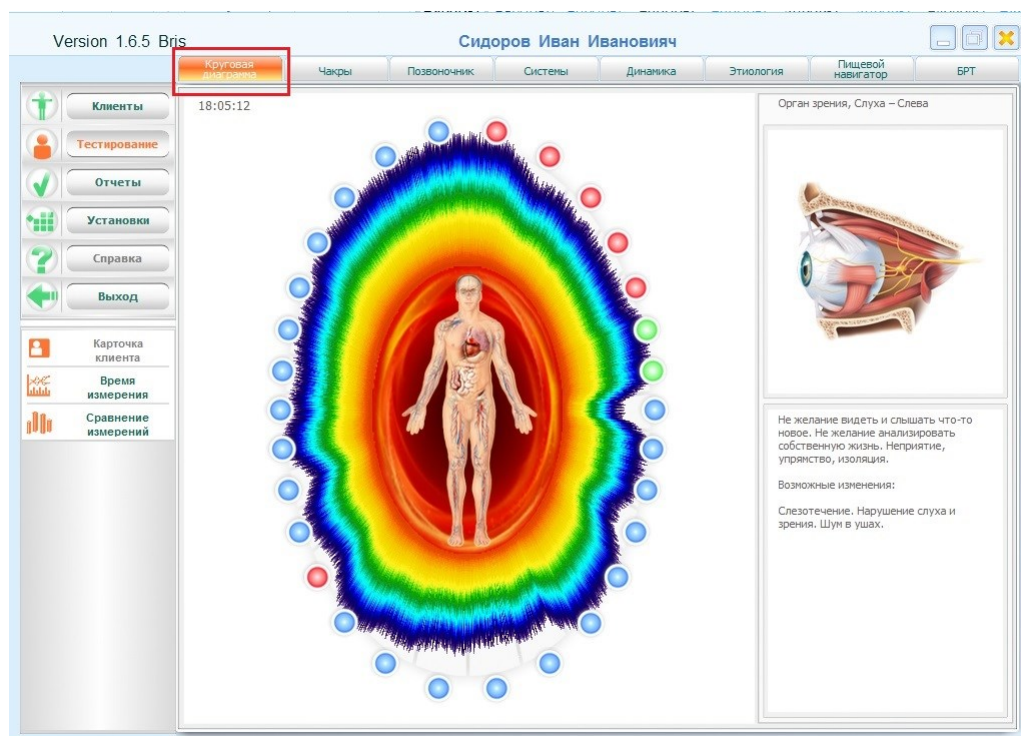 Version 1.6.5 Bris
Сидоров Иван Ивановияч
Круговая
диаграмма
Чакры
Позвоночник
Системы
Динамика
Этиология
Пищевой
навигатор
БРТ
Клиенты
Тестирование
Отчеты
Установки
Справка
Выход
Карточка
клиента
Время
измерения
Сравнение
измерений
18:05:12
Орган зрения, Слуха – Слева
Не желание видеть и слышать что-то
новое. Не желание анализировать
собственную жизнь. Неприятие,
упрямство, изоляция.
Возможные изменения:
Слезотечение. Нарушение слуха и
зрения. Шум в ушах.